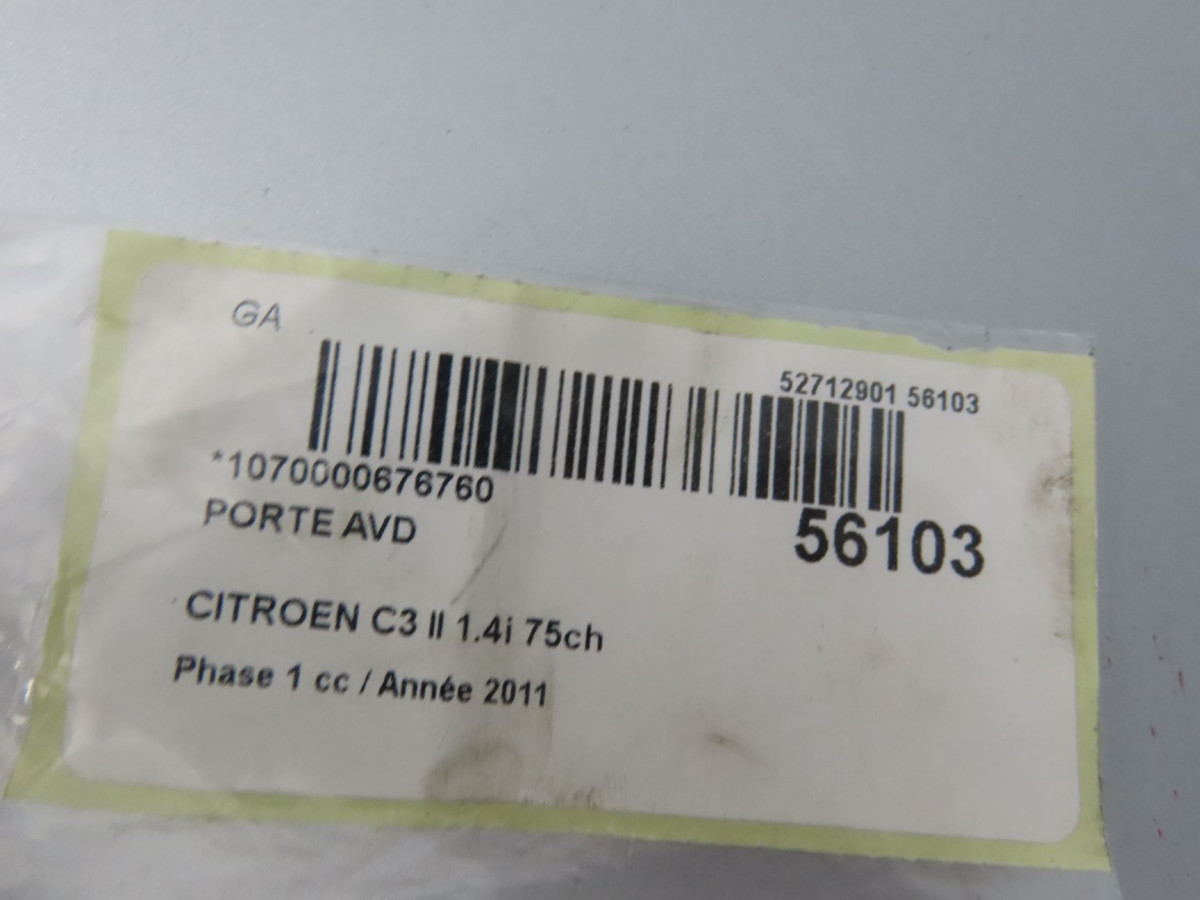 GA
52712901 56103
*1070000676760
56103
PORTE AVD
CITROEN C3 II 1.4i 75ch
Phase 1 cc / Année 2011